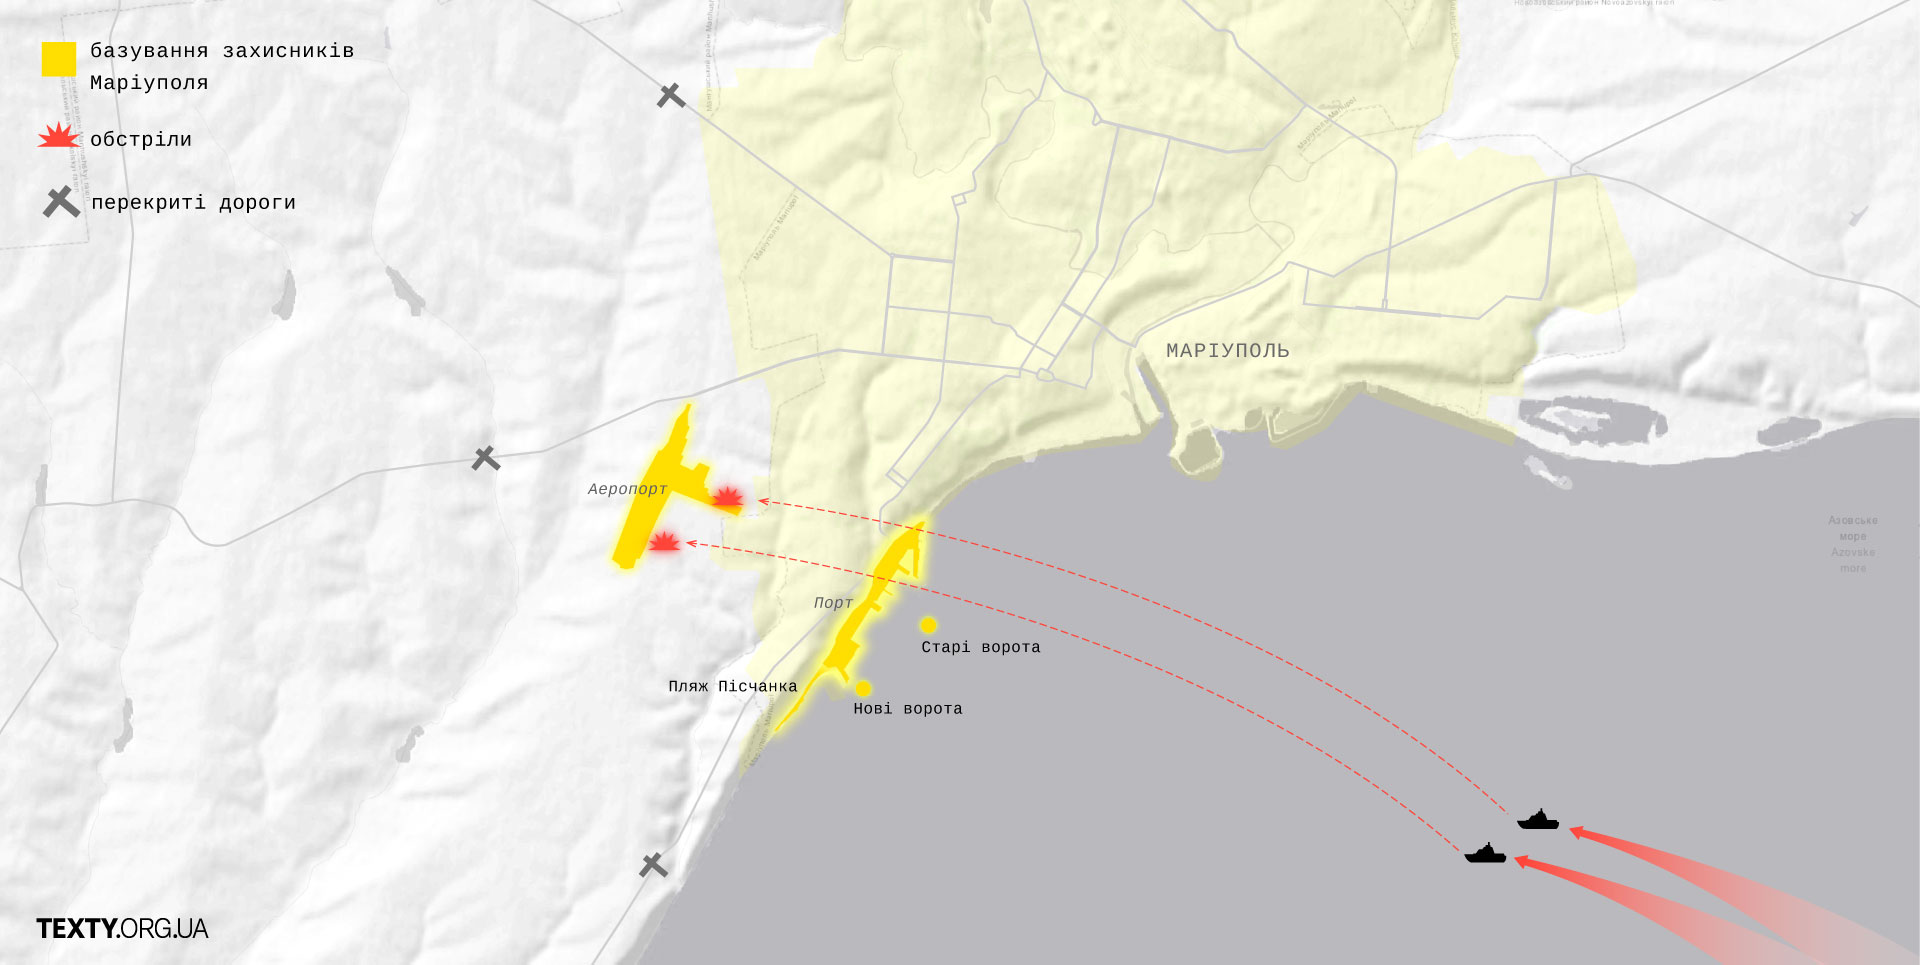 базування захисників
Маріуполя
обстріли
перекриті дороги
МАРІУПОЛЬ
Аеропорт
Порт
Старі ворота
Пляж Пісчанка
Нові ворота
Азовське
море
Azovske
more
TEXTY.ORG.UA